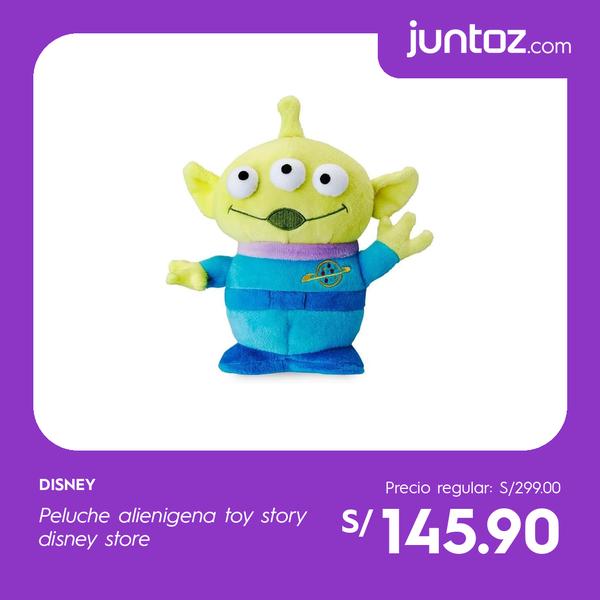 juntoz.com
DISNEY
Peluche alienigena toy story
disney store
Precio regular: S/299.00
S/145.90